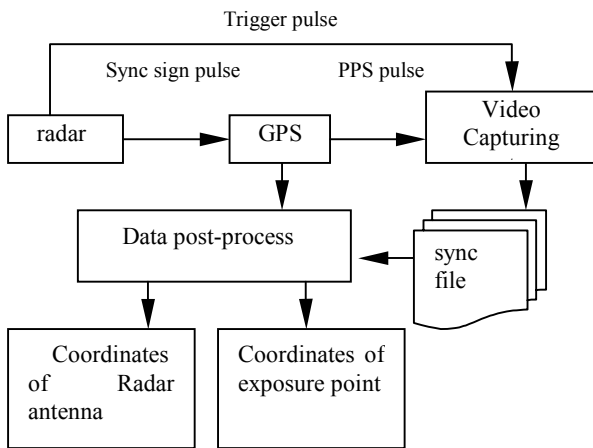 Trigger pulse
Sync sign pulse
PPS pulse
radar
GPS
Video
Capturing
Data post-process
sync
file
Coordinates
of Radar
antenna
Coordinates of
exposure point